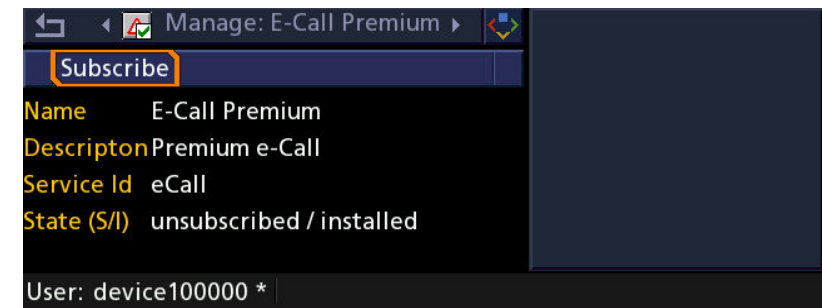 Manage: E-Call Premium
Subscribe
Name E-Call Premium
Descripton Premium e-Call
Service Id eCall
State (S/I) unsubscribed / installed
User: device100000 *